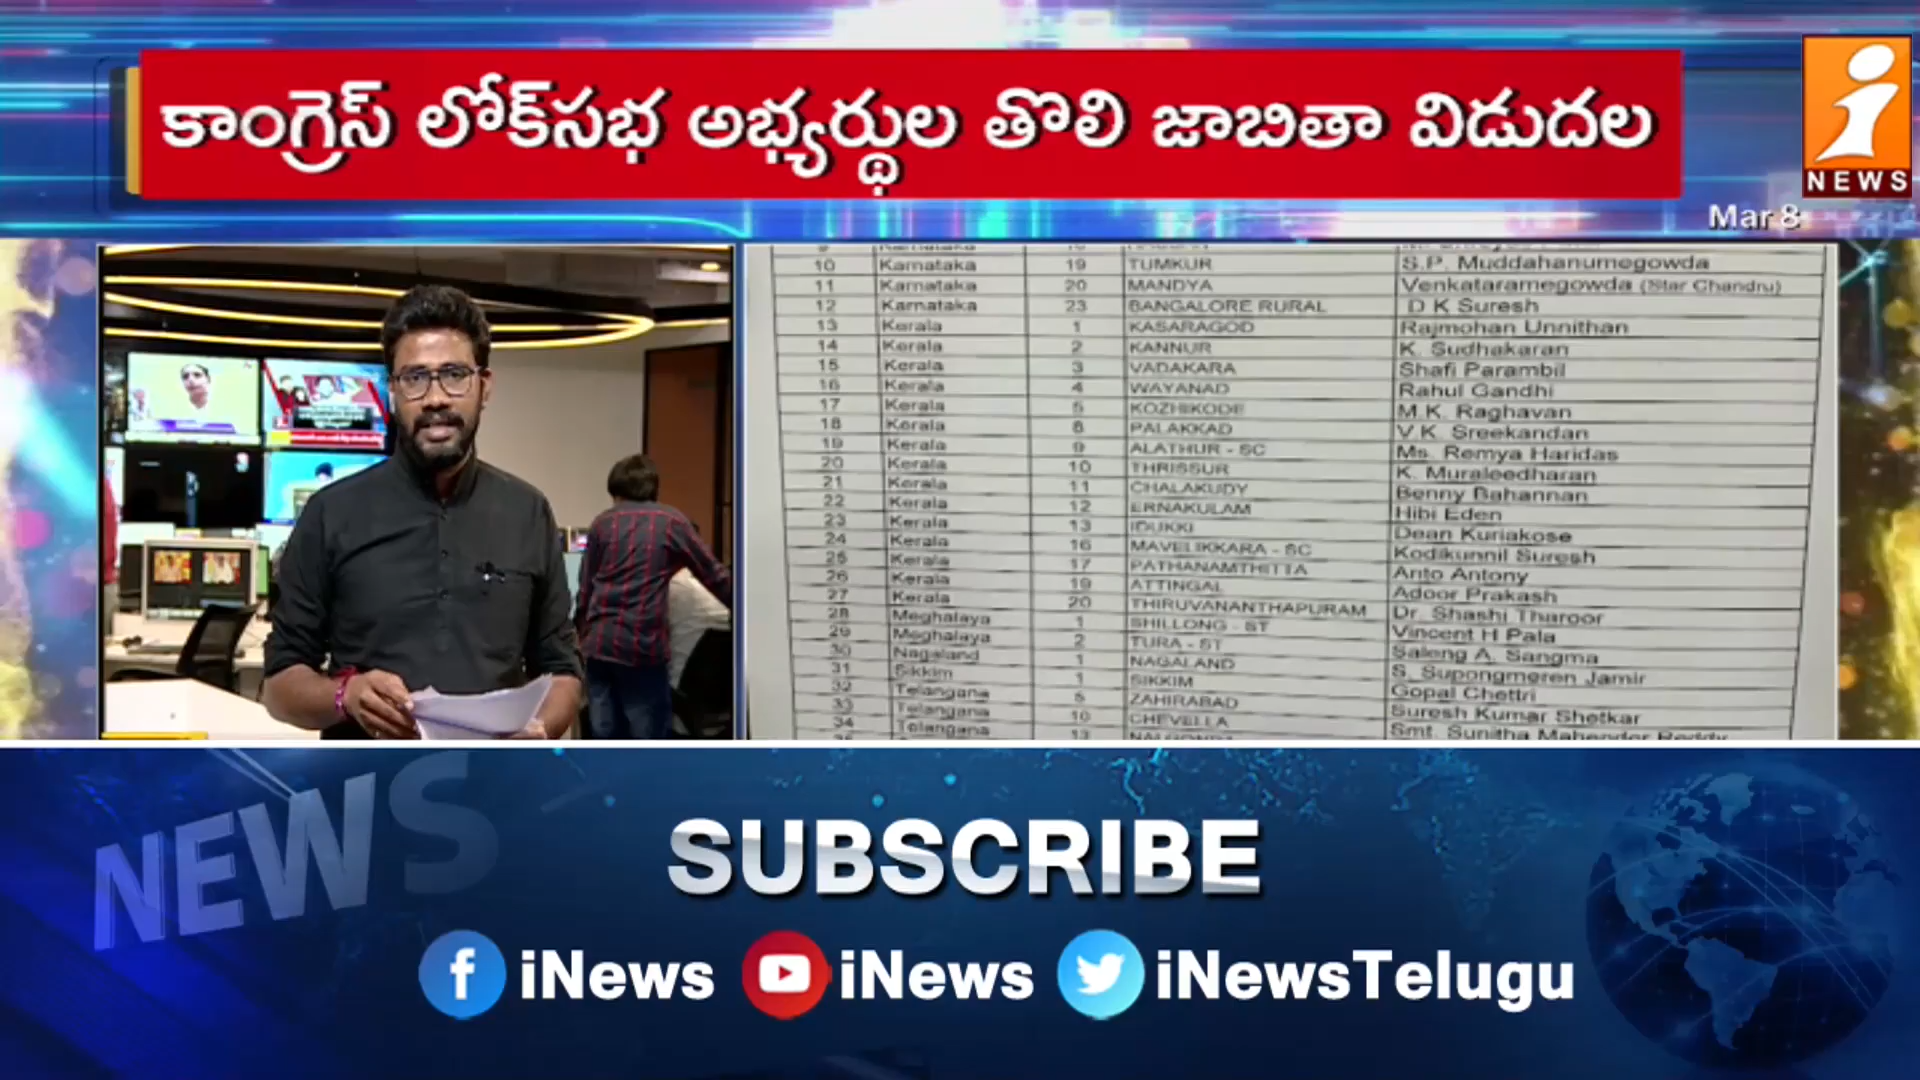 కాంగ్రెస్ లోక్‌సభ అభ్యర్థుల తొలి జాబితా విడుదల
NEWS
Mar 8
10 Karnataka 19 TUMKUR S.P. Muddahanumegowda
11 Karnataka 20 MANDYA Venkataramegowda (Star Chandru)
12 Karnataka 23 BANGALORE RURAL D K Suresh
13 Kerala 1 KASARAGOD Rajmohan Unnithan
14 Kerala 2 KANNUR K. Sudhakaran
15 Kerala 3 VADAKARA Shafi Parambil
16 Kerala 4 WAYANAD Rahul Gandhi
17 Kerala 5 KOZHIKODE M.K. Raghavan
18 Kerala 8 PALAKKAD V.K. Sreekandan
19 Kerala 9 ALATHUR - SC Ms. Remya Haridas
20 Kerala 10 THRISSUR K. Muraleedharan
21 Kerala 11 CHALAKUDY Benny Bahannan
22 Kerala 12 ERNAKULAM Hibi Eden
23 Kerala 13 IDUKKI Dean Kuriakose
24 Kerala 16 MAVELIKKARA - SC Kodikunnil Suresh
25 Kerala 17 PATHANAMTHITTA Anto Antony
26 Kerala 19 ATTINGAL Adoor Prakash
27 Kerala 20 THIRUVANANTHAPURAM Dr. Shashi Tharoor
28 Meghalaya 1 SHILLONG - ST Vincent H Pala
29 Meghalaya 2 TURA - ST Saleng A. Sangma
30 Nagaland 1 NAGALAND S. Supongmeren Jamir
31 Sikkim 1 SIKKIM Gopal Chettri
32 Telangana 5 ZAHIRABAD Suresh Kumar Shetkar
33 Telangana 10 CHEVELLA Smt. Sunitha Mahender Reddy
34 Telangana 13
NEWS
SUBSCRIBE
iNews iNews iNewsTelugu